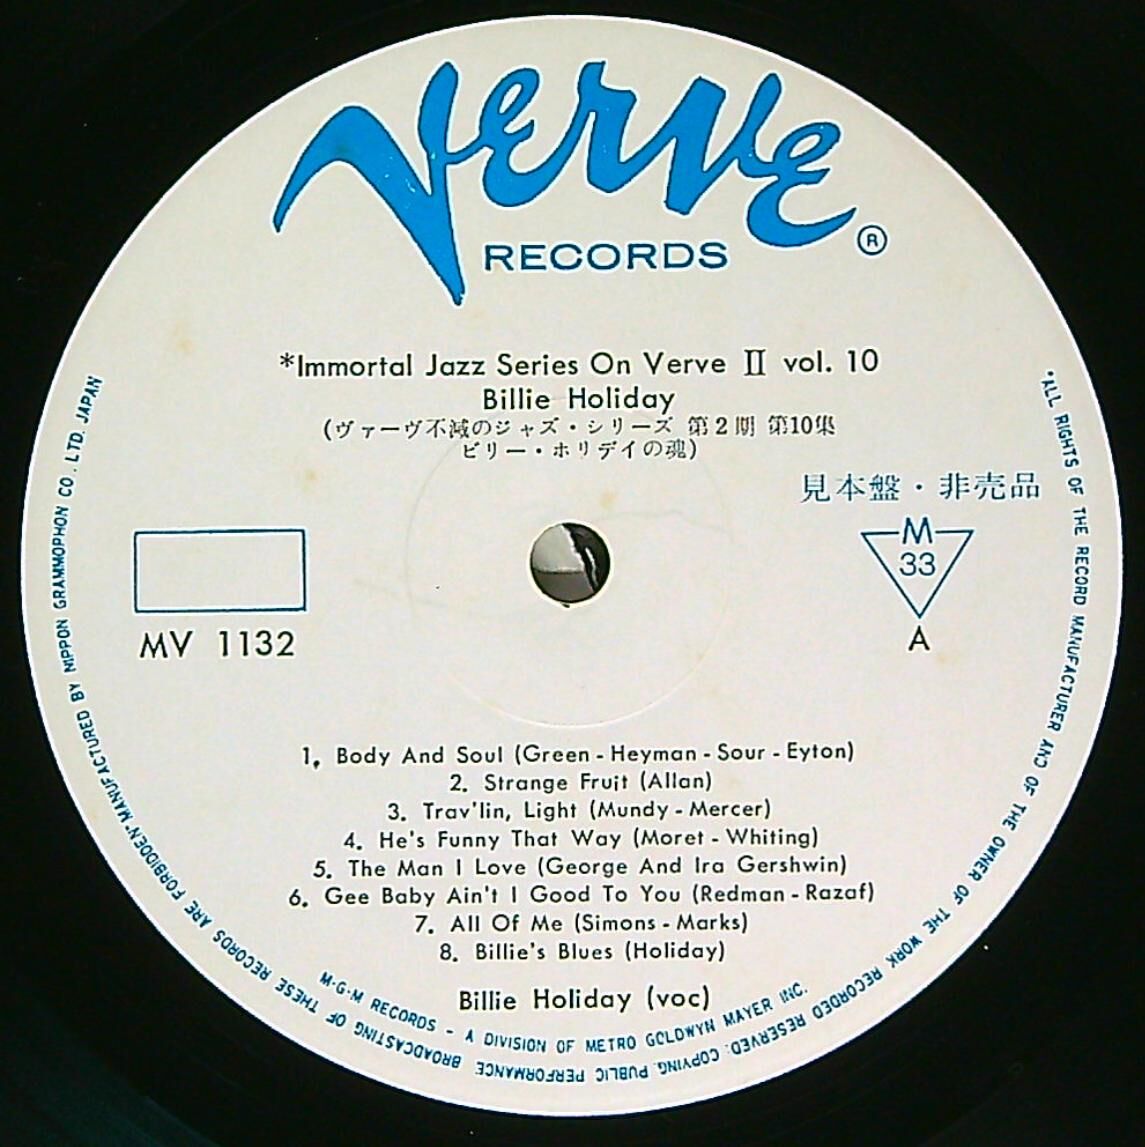 Verve
RECORDS
®
*Immortal Jazz Series On Verve II vol. 10
Billie Holiday
(ヴァーヴ不滅のジャズ・シリーズ 第2期 第10集
ビリー・ホリデイの魂)
見本盤・非売品
M
33
A
MV 1132
1, Body And Soul (Green - Heyman - Sour - Eyton)
2. Strange Fruit (Allan)
3. Trav'lin, Light (Mundy - Mercer)
4. He's Funny That Way (Moret - Whiting)
5. The Man I Love (George And Ira Gershwin)
6. Gee Baby Ain't I Good To You (Redman - Razaf)
7. All Of Me (Simons - Marks)
8. Billie's Blues (Holiday)
Billie Holiday (voc)
M·G·M RECORDS - A DIVISION OF METRO GOLDWYN MAYER INC.
"ALL RIGHTS OF THE RECORD MANUFACTURER AND OF THE OWNER OF THE WORK RECORDED RESERVED. COPYING, PUBLIC PERFORMANCE, BROADCASTING OF THESE RECORDS ARE FORBIDDEN" MANUFACTURED BY NIPPON GRAMMOPHON CO., LTD. JAPAN